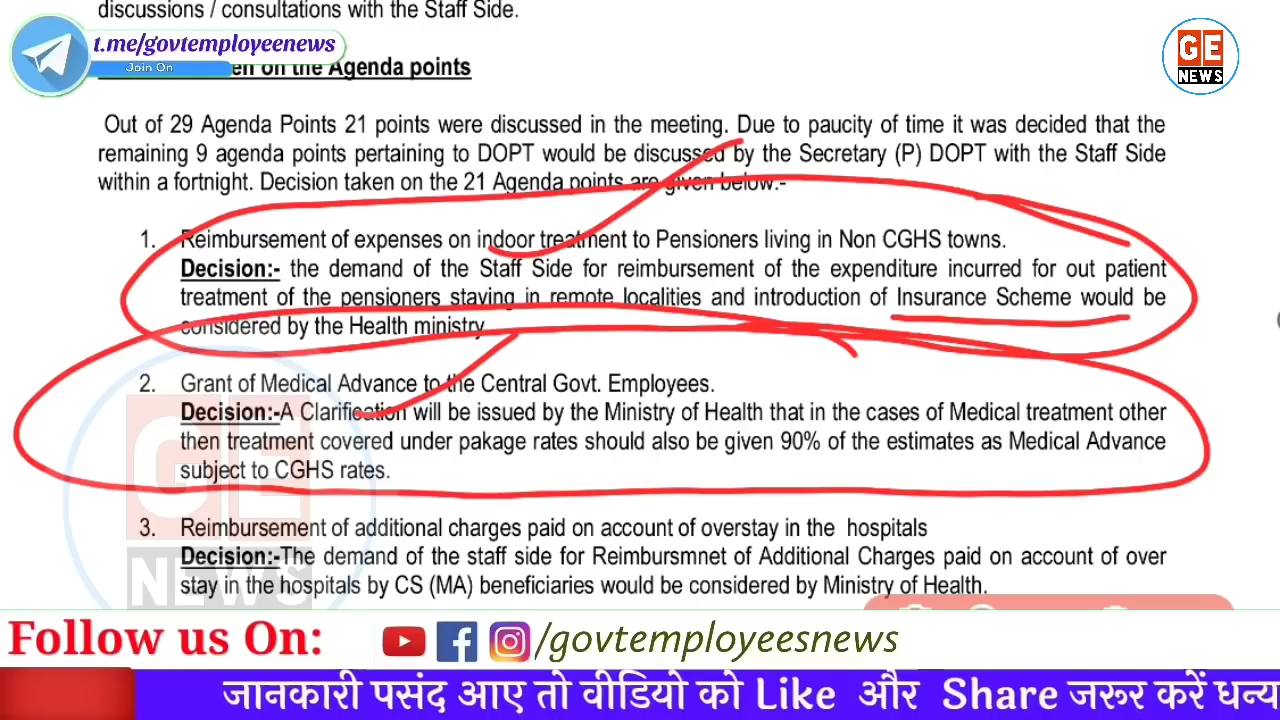 discussions / consultations with the Staff Side.
t.me/govtemployeenews
Join On
en on the Agenda points
GE
NEWS
Out of 29 Agenda Points 21 points were discussed in the meeting. Due to paucity of time it was decided that the
remaining 9 agenda points pertaining to DOPT would be discussed by the Secretary (P) DOPT with the Staff Side
within a fortnight. Decision taken on the 21 Agenda points are given below:-
1. Reimbursement of expenses on indoor treatment to Pensioners living in Non CGHS towns.
Decision:- the demand of the Staff Side for reimbursement of the expenditure incurred for out patient
treatment of the pensioners staying in remote localities and introduction of Insurance Scheme would be
considered by the Health ministry
2. Grant of Medical Advance to the Central Govt. Employees.
Decision:-A Clarification will be issued by the Ministry of Health that in the cases of Medical treatment other
then treatment covered under pakage rates should also be given 90% of the estimates as Medical Advance
subject to CGHS rates.
3. Reimbursement of additional charges paid on account of overstay in the hospitals
Decision:-The demand of the staff side for Reimbursmnet of Additional Charges paid on account of over
stay in the hospitals by CS (MA) beneficiaries would be considered by Ministry of Health.
GE
NEWS
Follow us On: /govtemployeesnews
जानकारी पसंद आए तो वीडियो को Like और Share जरूर करें धन्य